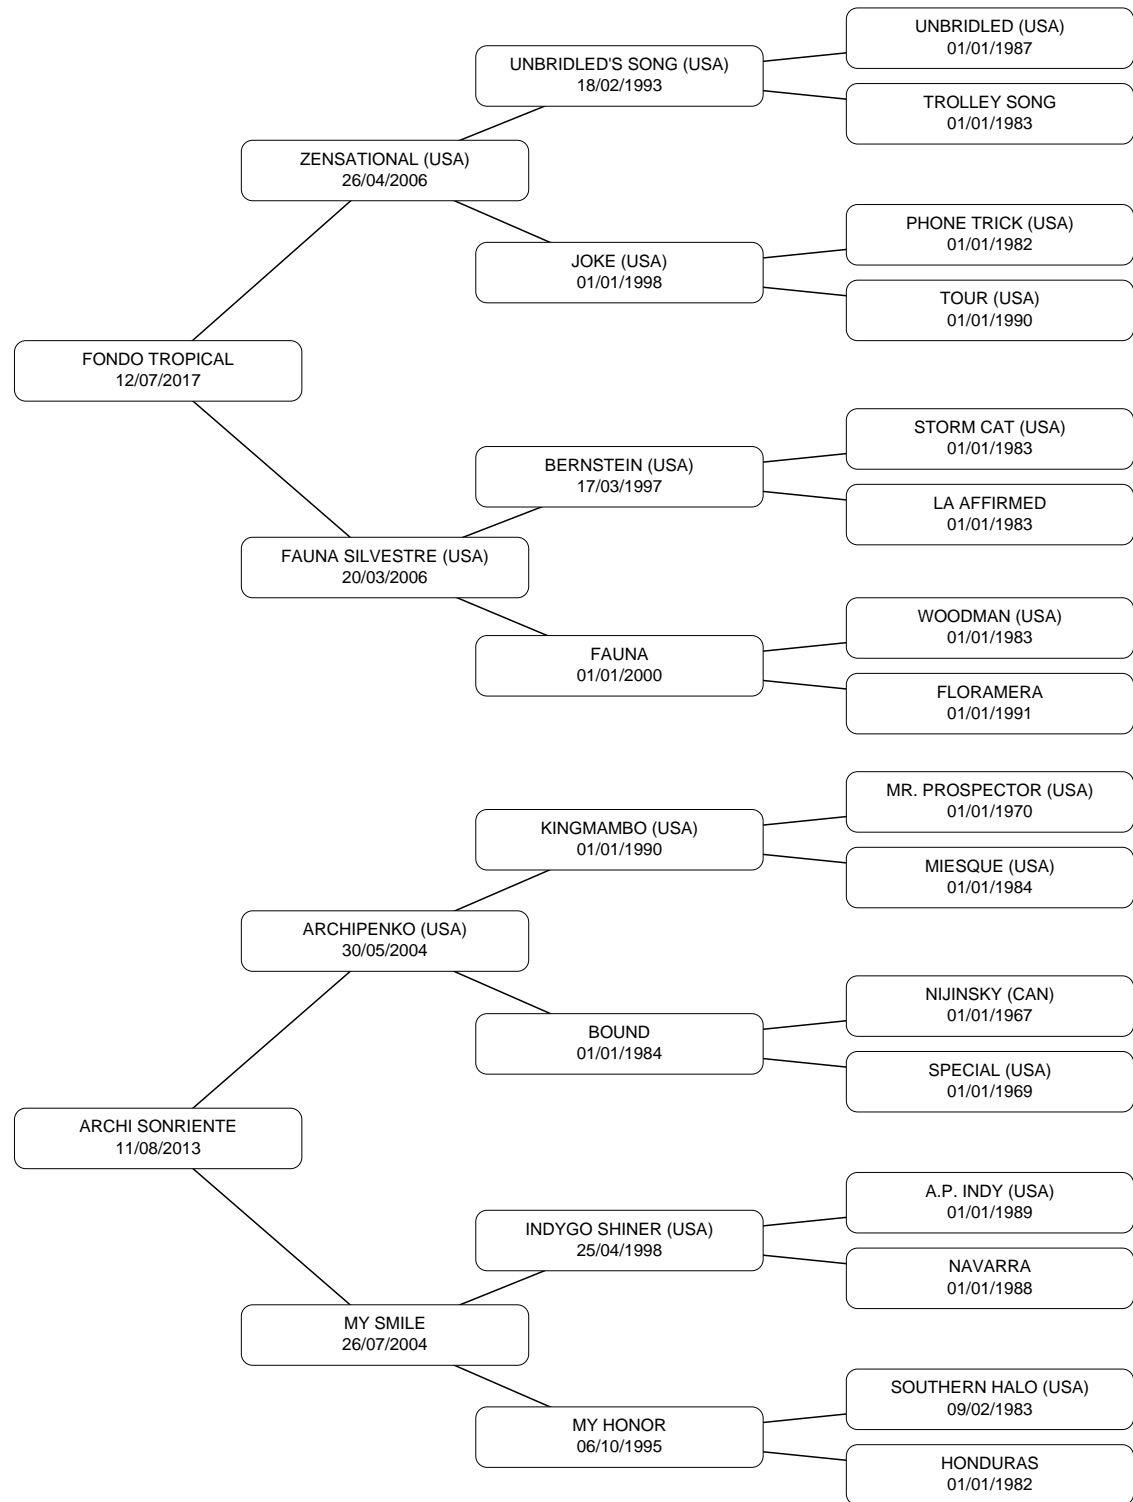 UNBRIDLED (USA)
01/01/1987
UNBRIDLED'S SONG (USA)
18/02/1993
TROLLEY SONG
01/01/1983
ZENSATIONAL (USA)
26/04/2006
PHONE TRICK (USA)
01/01/1982
JOKE (USA)
01/01/1998
TOUR (USA)
01/01/1990
FONDO TROPICAL
12/07/2017
STORM CAT (USA)
01/01/1983
BERNSTEIN (USA)
17/03/1997
LA AFFIRMED
01/01/1983
FAUNA SILVESTRE (USA)
20/03/2006
WOODMAN (USA)
01/01/1983
FAUNA
01/01/2000
FLORAMERA
01/01/1991
MR. PROSPECTOR (USA)
01/01/1970
KINGMAMBO (USA)
01/01/1990
MIESQUE (USA)
01/01/1984
ARCHIPENKO (USA)
30/05/2004
NIJINSKY (CAN)
01/01/1967
BOUND
01/01/1984
SPECIAL (USA)
01/01/1969
ARCHI SONRIENTE
11/08/2013
A.P. INDY (USA)
01/01/1989
INDYGO SHINER (USA)
25/04/1998
NAVARRA
01/01/1988
MY SMILE
26/07/2004
SOUTHERN HALO (USA)
09/02/1983
MY HONOR
06/10/1995
HONDURAS
01/01/1982